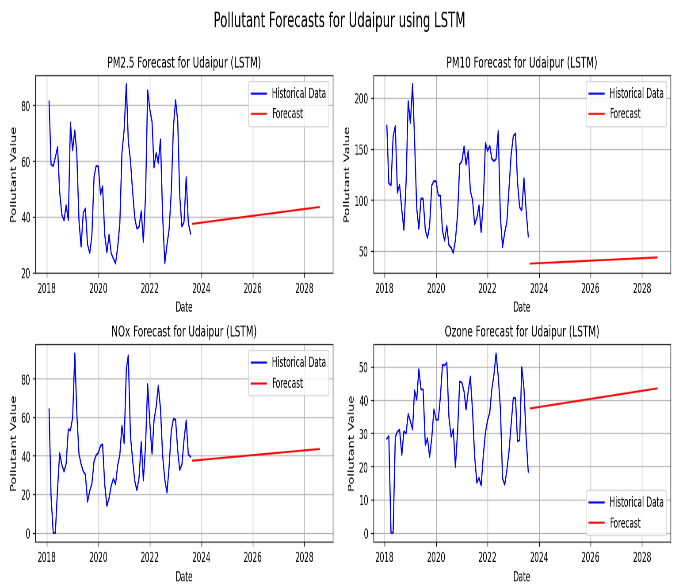 Pollutant Forecasts for Udaipur using LSTM
PM2.5 Forecast for Udaipur (LSTM)
Historical Data
Forecast
80
60
40
20
Pollutant Value
2018 2020 2022 2024 2026 2028
Date
PM10 Forecast for Udaipur (LSTM)
Historical Data
Forecast
200
150
100
50
Pollutant Value
2018 2020 2022 2024 2026 2028
Date
NOx Forecast for Udaipur (LSTM)
Historical Data
Forecast
80
60
40
20
0
Pollutant Value
2018 2020 2022 2024 2026 2028
Date
Ozone Forecast for Udaipur (LSTM)
50
40
30
20
10
0
Pollutant Value
Historical Data
Forecast
2018 2020 2022 2024 2026 2028
Date